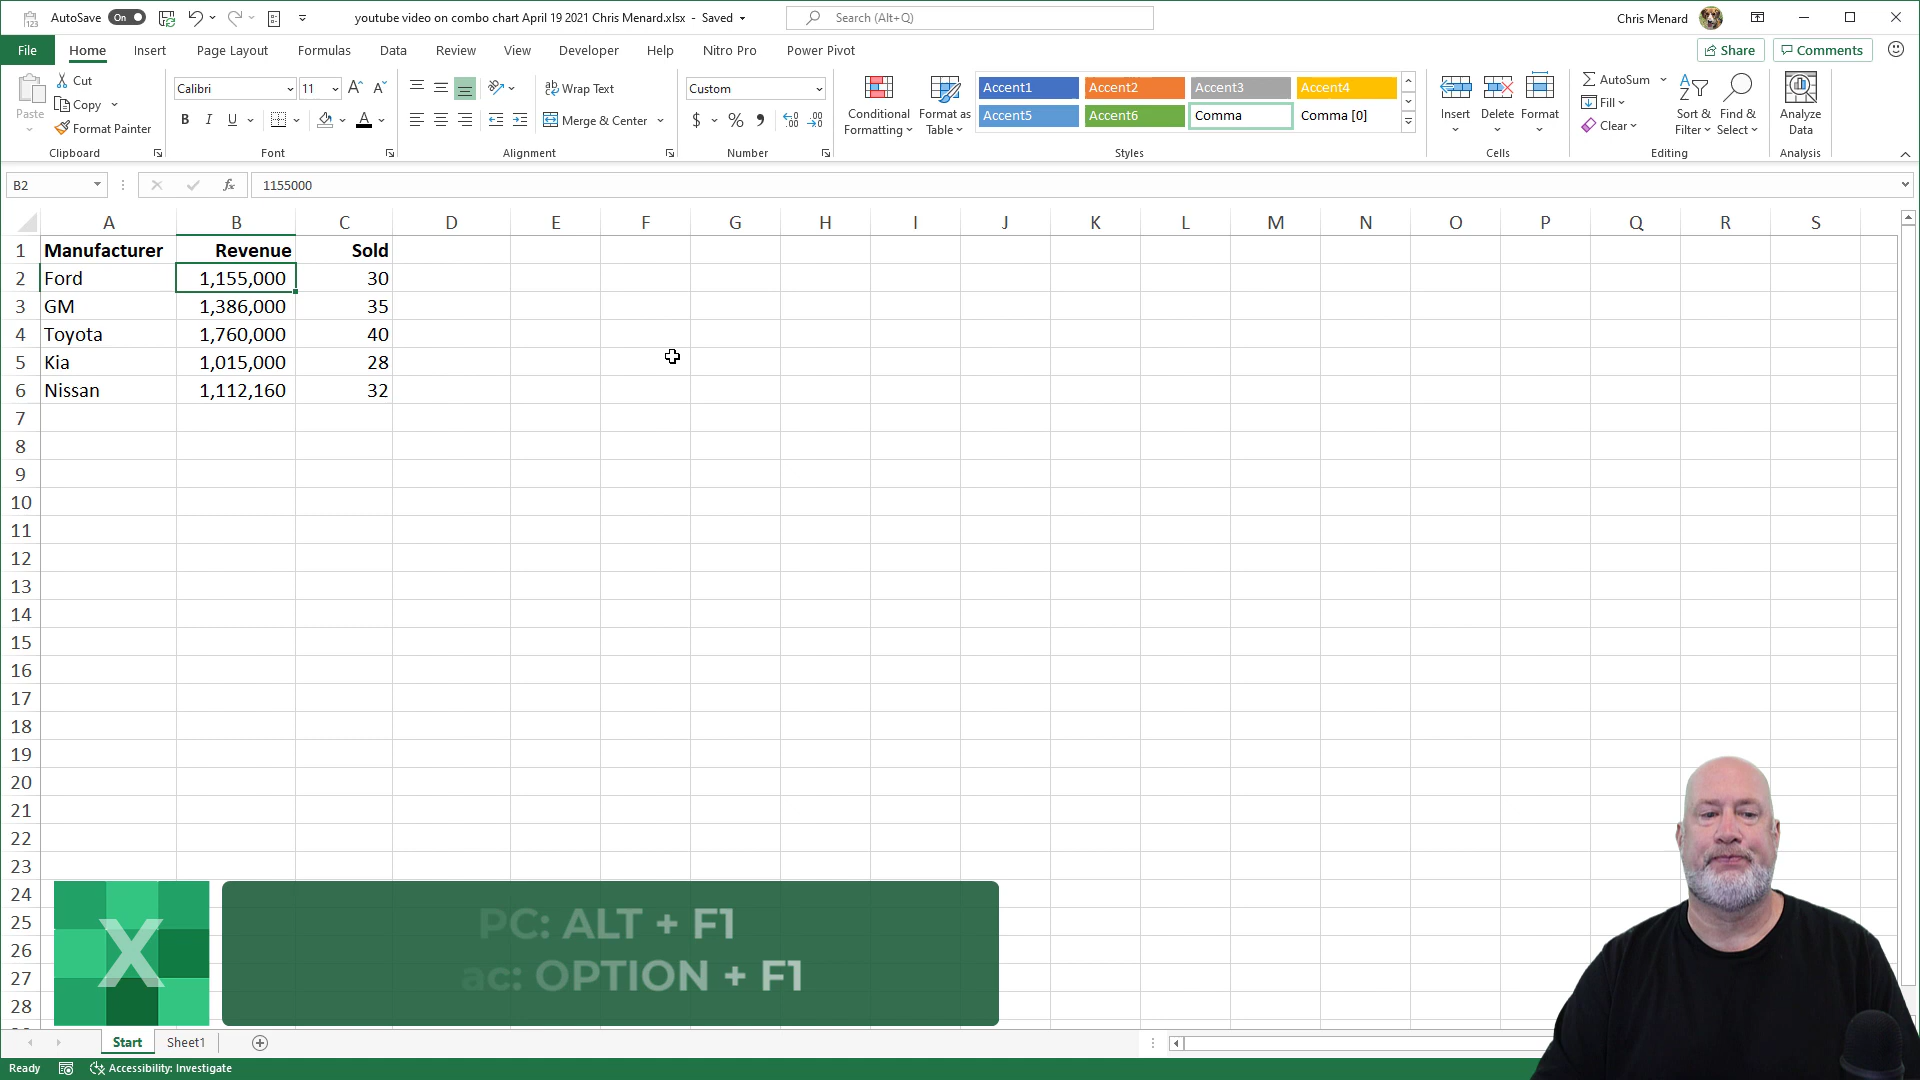 AutoSave On youtube video on combo chart April 19 2021 Chris Menard.xlsx - Saved Search (Alt+Q) Chris Menard
File Home Insert Page Layout Formulas Data Review View Developer Help Nitro Pro Power Pivot Share Comments
Paste Cut Copy Format Painter Clipboard
Calibri 11 B I U Font
Wrap Text Merge & Center Alignment
Custom $ % Number
Conditional Formatting Format as Table
Accent1 Accent2 Accent3 Accent4
Accent5 Accent6 Comma Comma [0]
Styles
Insert Delete Format Cells
AutoSum Fill Clear Sort & Filter Find & Select Editing
Analyze Data Analysis
B2 fx 1155000
A B C D E F G H I J K L M N O P Q R S
1 Manufacturer Revenue Sold
2 Ford 1,155,000 30
3 GM 1,386,000 35
4 Toyota 1,760,000 40
5 Kia 1,015,000 28
6 Nissan 1,112,160 32
7
8
9
10
11
12
13
14
15
16
17
18
19
20
21
22
23
24
25
26
27
28
X
PC: ALT + F1
ac: OPTION + F1
Start Sheet1
Ready Accessibility: Investigate